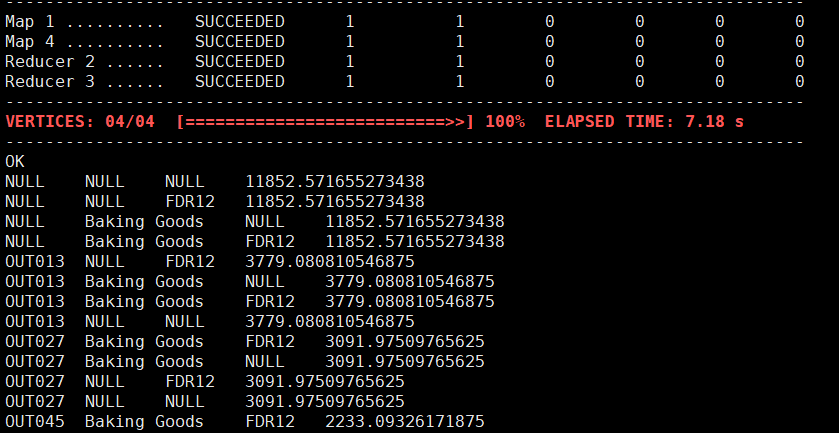 --------------------------------------------------------------------------------
Map 1 ..........   SUCCEEDED      1          1        0        0       0       0
Map 4 ..........   SUCCEEDED      1          1        0        0       0       0
Reducer 2 ......   SUCCEEDED      1          1        0        0       0       0
Reducer 3 ......   SUCCEEDED      1          1        0        0       0       0
--------------------------------------------------------------------------------
VERTICES: 04/04  [==========================>>] 100%  ELAPSED TIME: 7.18 s
--------------------------------------------------------------------------------
OK
NULL    NULL    NULL    11852.571655273438
NULL    NULL    FDR12   11852.571655273438
NULL    Baking Goods    NULL    11852.571655273438
NULL    Baking Goods    FDR12   11852.571655273438
OUT013  NULL    FDR12   3779.080810546875
OUT013  Baking Goods    NULL    3779.080810546875
OUT013  Baking Goods    FDR12   3779.080810546875
OUT013  NULL    NULL    3779.080810546875
OUT027  Baking Goods    FDR12   3091.97509765625
OUT027  Baking Goods    NULL    3091.97509765625
OUT027  NULL    FDR12   3091.97509765625
OUT027  NULL    NULL    3091.97509765625
OUT045  Baking Goods    FDR12   2233.09326171875